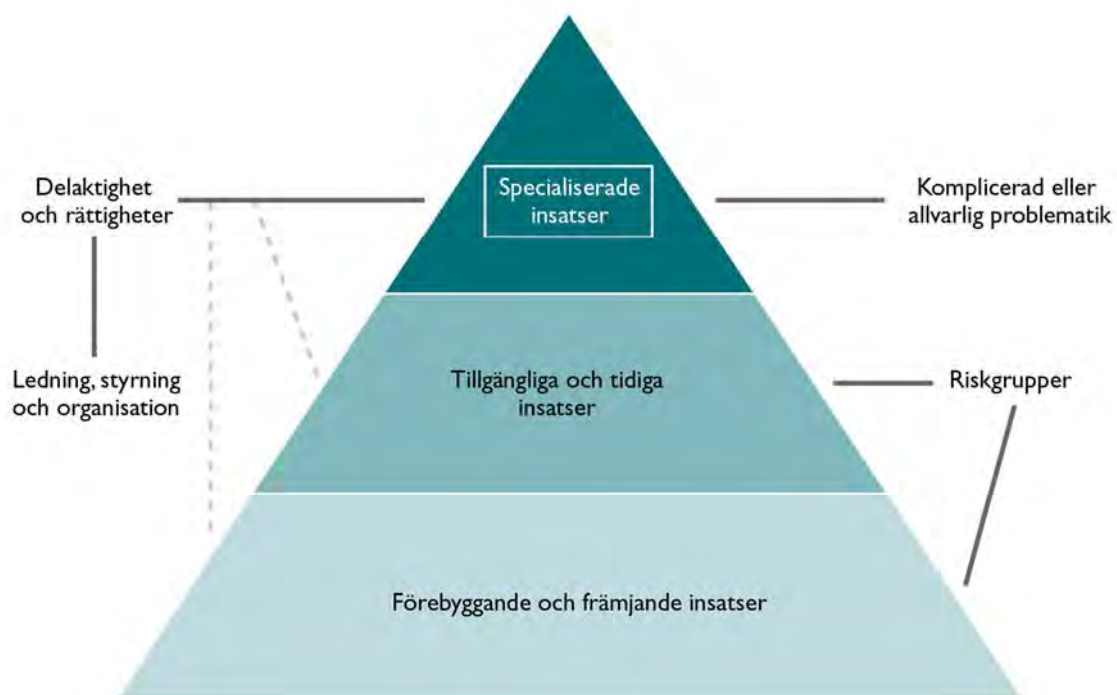 Specialiserade
insatser
Delaktighet
och rättigheter
Komplicerad eller
allvarlig problematik
Tillgängliga och tidiga
insatser
Ledning, styrning
och organisation
Riskgrupper
Förebyggande och främjande insatser